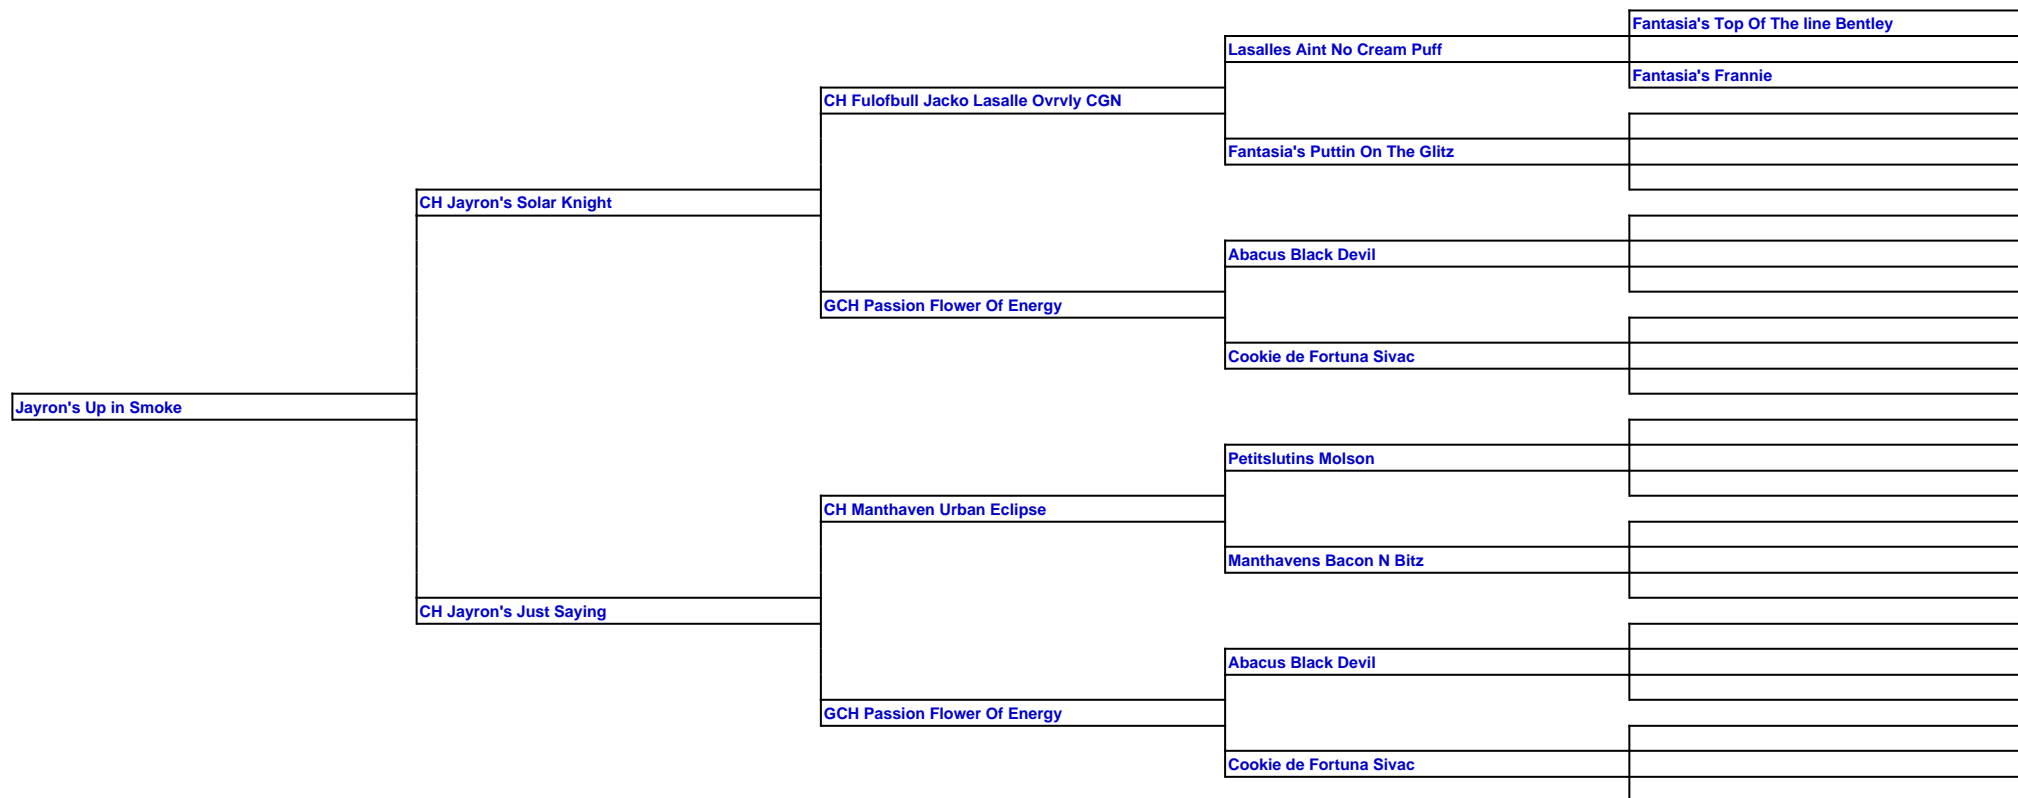 Fantasia's Top Of The line Bentley
Lasalles Aint No Cream Puff
Fantasia's Frannie
CH Fulofbull Jacko Lasalle Ovrvly CGN
Fantasia's Puttin On The Glitz
CH Jayron's Solar Knight
Abacus Black Devil
GCH Passion Flower Of Energy
Cookie de Fortuna Sivac
Jayron's Up in Smoke
Petitslutins Molson
CH Manthaven Urban Eclipse
Manthavens Bacon N Bitz
CH Jayron's Just Saying
Abacus Black Devil
GCH Passion Flower Of Energy
Cookie de Fortuna Sivac